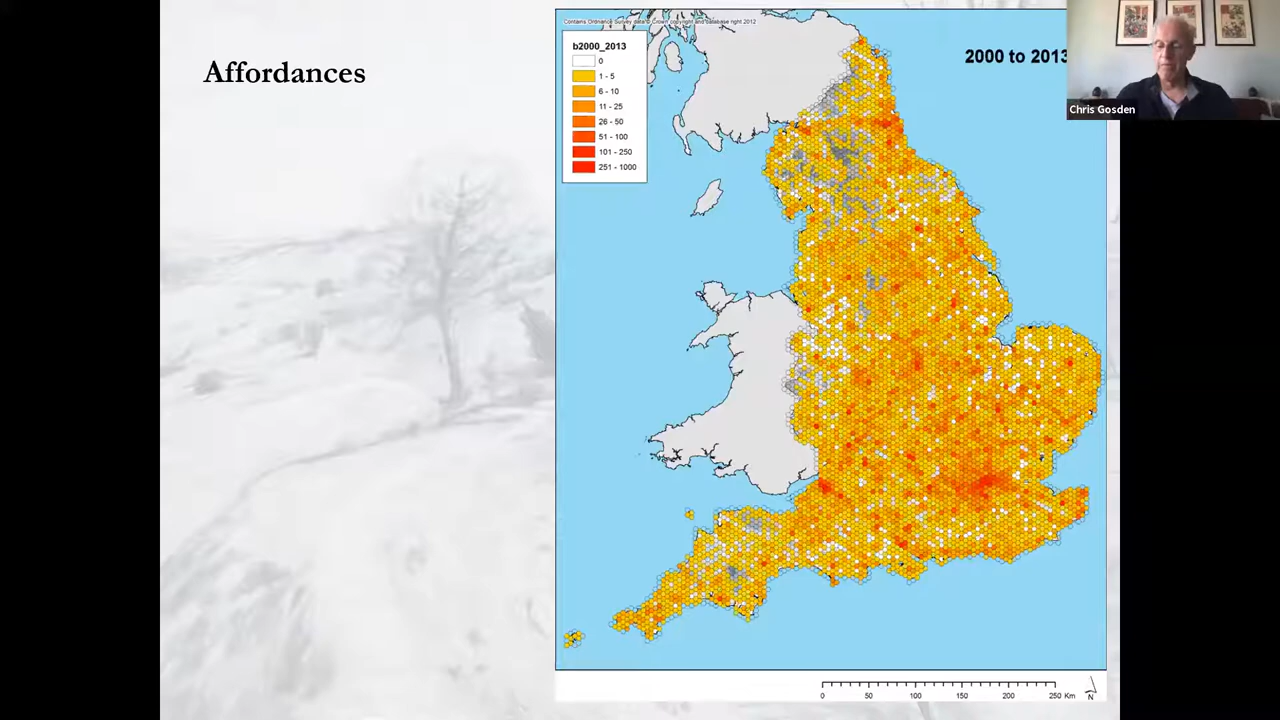 Affordances
Contains Ordnance Survey data © Crown copyright and database right 2012
b2000_2013
0
1 - 5
6 - 10
11 - 25
26 - 50
51 - 100
101 - 250
251 - 1000
2000 to 2013
Chris Gosden
0 50 100 150 200 250 Km
N